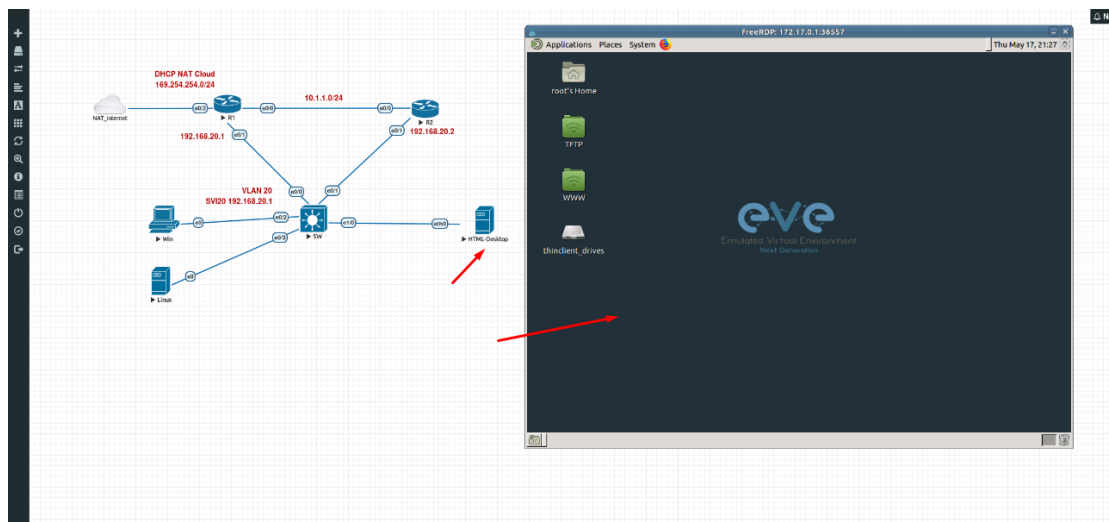 N
FreeRDP: 172.17.0.1:36557
Applications Places System
Thu May 17, 21:27
DHCP NAT Cloud
169.254.254.0/24
10.1.1.0/24
NAT_internet
e0/2
R1
e0/0
e0/0
R2
192.168.20.1
e0/1
e0/1
192.168.20.2
VLAN 20
SVI20 192.168.20.1
e0/0
e0/1
Win
e0
e0/2
SW
e1/0
HTML-Desktop
e0/3
e0
Linux
root's Home
TFTP
WWW
thinclient_drives
eve
Emulated Virtual Environment
Next Generation